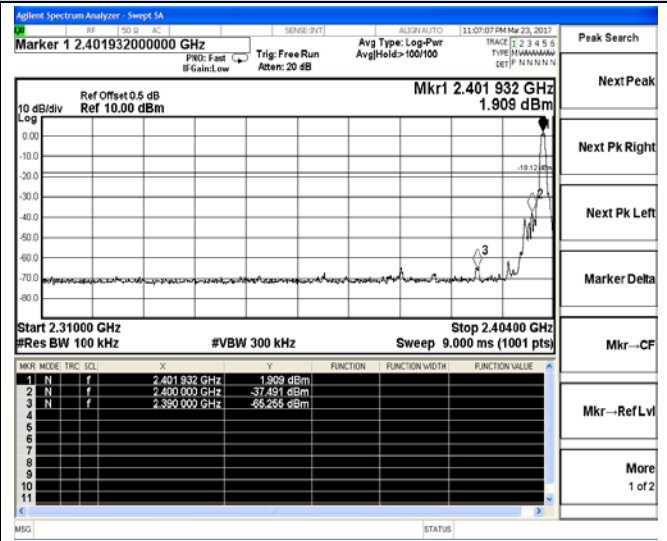 Agilent Spectrum Analyzer - Swept SA
RF 50 Ω AC SENSE:INT ALIGN AUTO 11:07:07 PM Mar 23, 2017
Marker 1 2.401932000000 GHz
PNO: Fast
IFGain:Low
Trig: Free Run
Atten: 20 dB
Avg Type: Log-Pwr
Avg|Hold:>100/100
TRACE 1 2 3 4 5 6
TYPE
DET P N N N N N
Ref Offset 0.5 dB
10 dB/div Ref 10.00 dBm
Log
Mkr1 2.401 932 GHz
1.909 dBm
0.00
-10.0
-20.0
-30.0
-40.0
-50.0
-60.0
-70.0
-80.0
-18.12 dBm
2
3
Start 2.31000 GHz Stop 2.40400 GHz
#Res BW 100 kHz #VBW 300 kHz Sweep 9.000 ms (1001 pts)
MKR MODE TRC SCL X Y FUNCTION FUNCTION WIDTH FUNCTION VALUE
1 N f 2.401 932 GHz 1.909 dBm
2 N f 2.400 000 GHz -37.491 dBm
3 N f 2.390 000 GHz -65.255 dBm
4
5
6
7
8
9
10
11
MSG STATUS
Peak Search
Next Peak
Next Pk Right
Next Pk Left
Marker Delta
Mkr→CF
Mkr→Ref Lvl
More
1 of 2